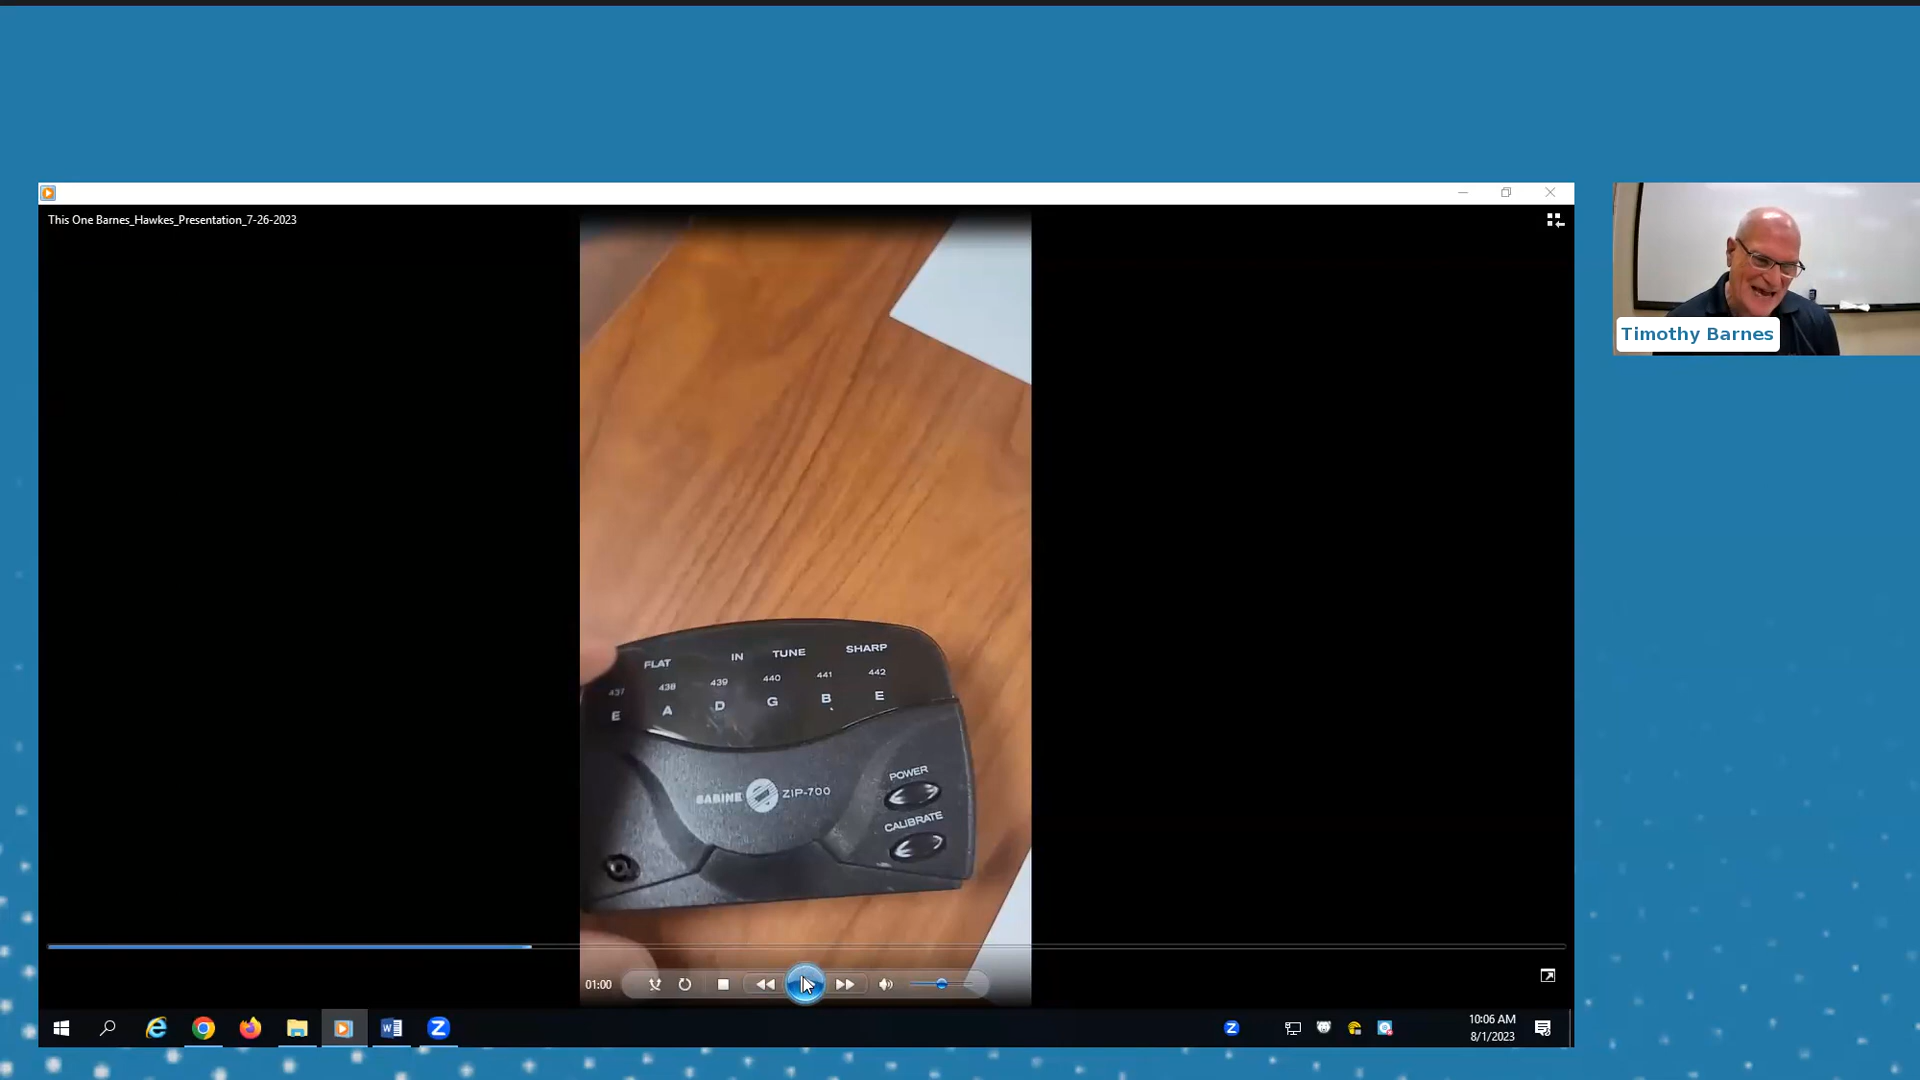 This One Barnes_Hawkes_Presentation_7-26-2023
Timothy Barnes
FLAT IN TUNE SHARP
437 438 439 440 441 442
E A D G B E
SABINE ZIP-700
POWER
CALIBRATE
01:00
10:06 AM
8/1/2023